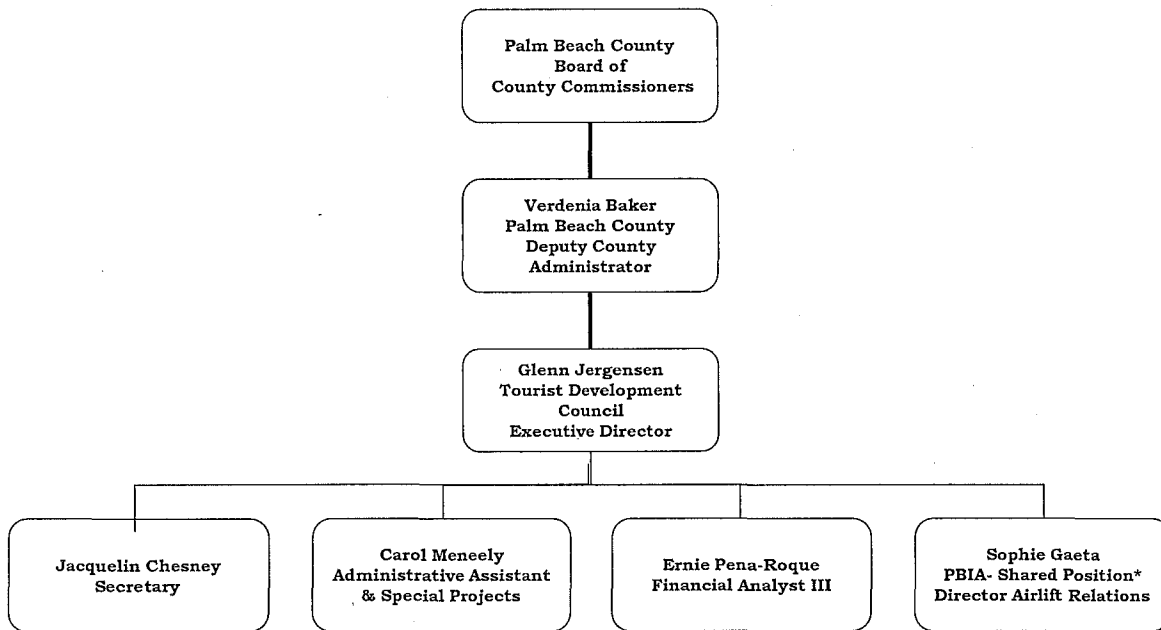 Palm Beach County
Board of
County Commissioners
Verdenia Baker
Palm Beach County
Deputy County
Administrator
Glenn Jergensen
Tourist Development
Council
Executive Director
Jacquelin Chesney
Secretary
Carol Meneely
Administrative Assistant
& Special Projects
Ernie Pena-Roque
Financial Analyst III
Sophie Gaeta
PBIA- Shared Position*
Director Airlift Relations